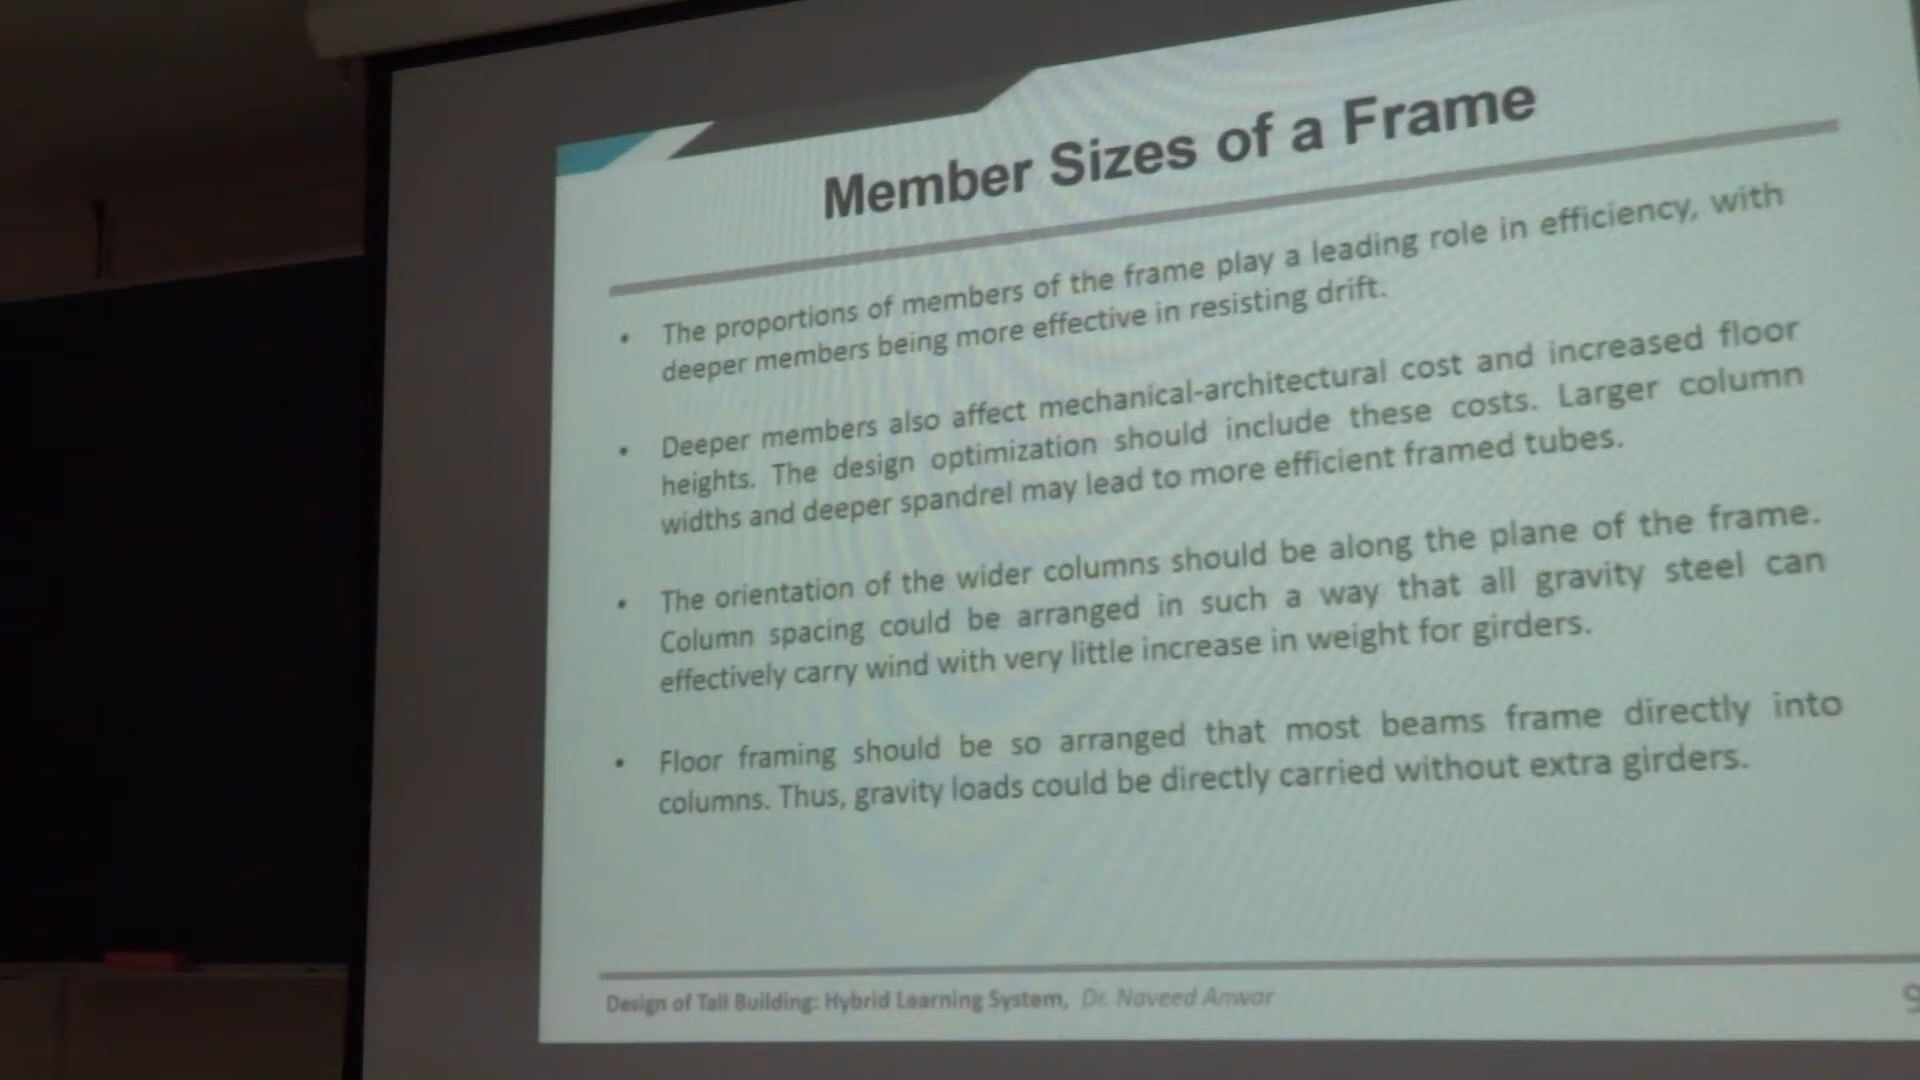 Member Sizes of a Frame
• The proportions of members of the frame play a leading role in efficiency, with
deeper members being more effective in resisting drift.
• Deeper members also affect mechanical-architectural cost and increased floor
heights. The design optimization should include these costs. Larger column
widths and deeper spandrel may lead to more efficient framed tubes.
• The orientation of the wider columns should be along the plane of the frame.
Column spacing could be arranged in such a way that all gravity steel can
effectively carry wind with very little increase in weight for girders.
• Floor framing should be so arranged that most beams frame directly into
columns. Thus, gravity loads could be directly carried without extra girders.
Design of Tall Building: Hybrid Learning System, Dr. Naveed Anwar